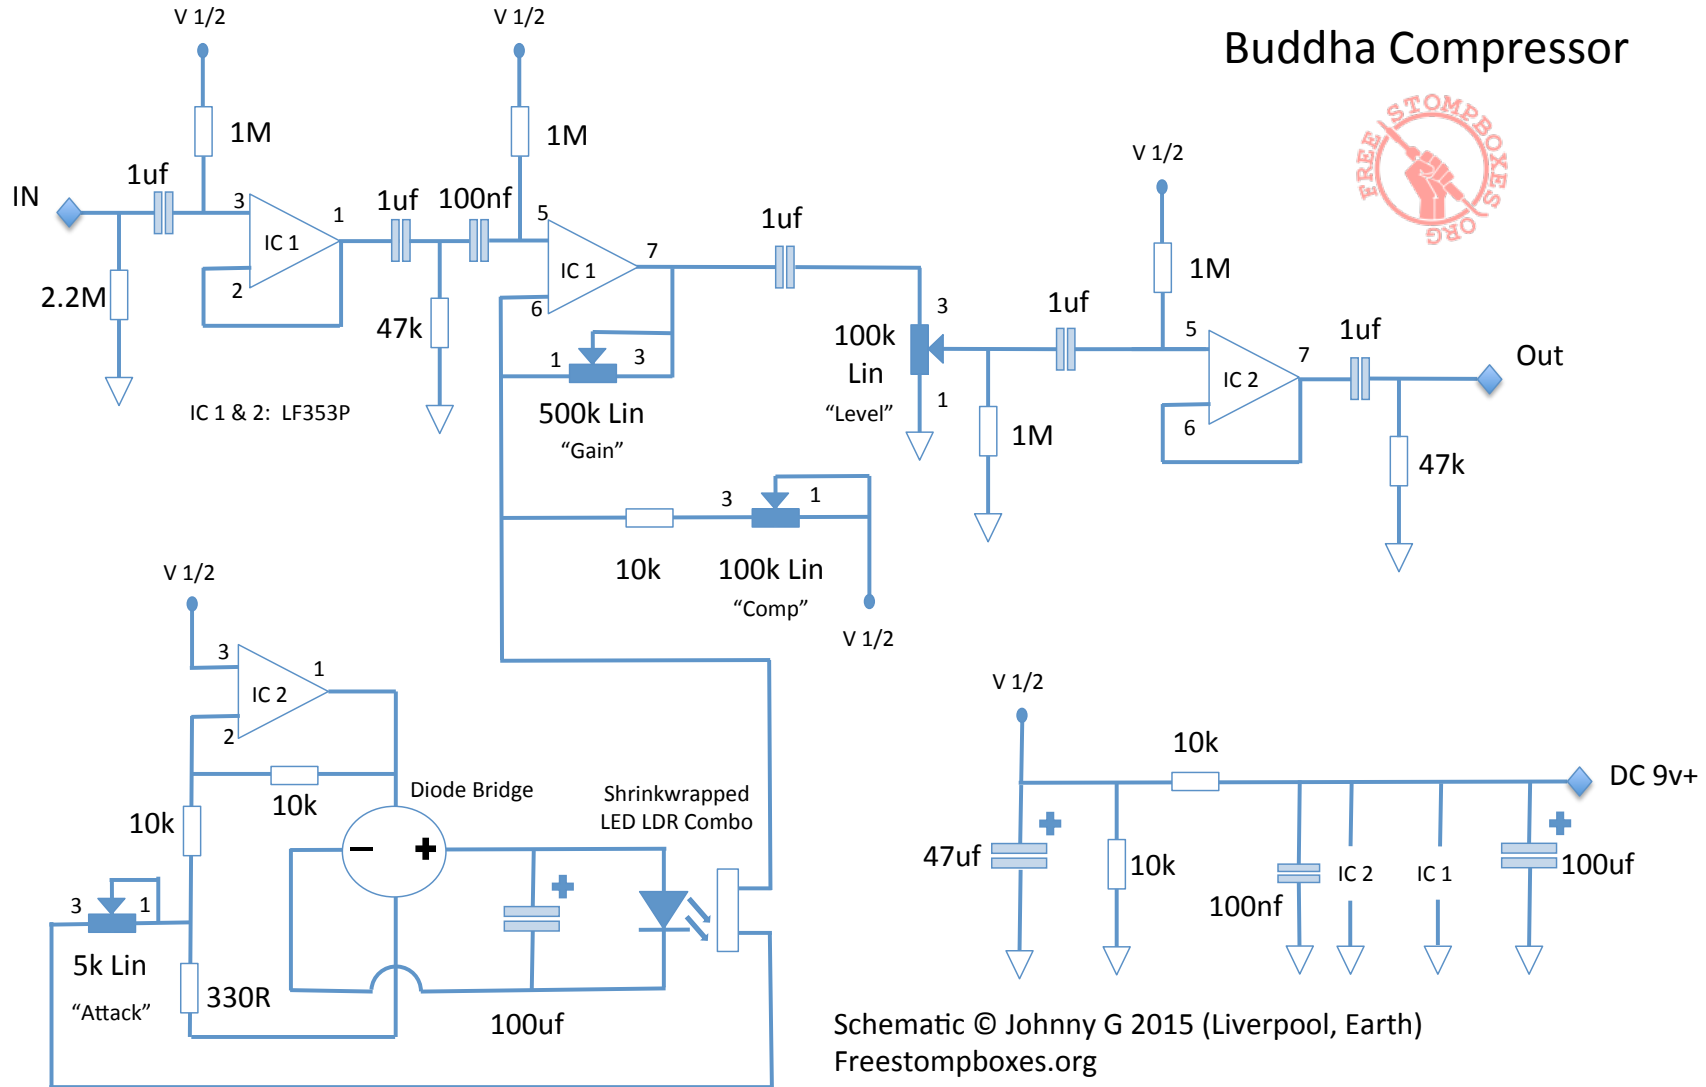 Buddha Compressor
FREE STOMPBOXES .ORG
V 1/2
V 1/2
1M
1M
V 1/2
IN
1uf
3
1
IC 1
2
2.2M
1uf
100nf
5
7
IC 1
6
47k
1uf
1M
3
100k
Lin
"Level"
1
1uf
5
7
IC 2
6
1uf
Out
1M
47k
1
3
500k Lin
"Gain"
IC 1 & 2: LF353P
3
1
10k
100k Lin
"Comp"
V 1/2
V 1/2
3
1
IC 2
2
10k
10k
Diode Bridge
Shrinkwrapped
LED LDR Combo
− +
+
3
1
5k Lin
"Attack"
330R
100uf
V 1/2
10k
DC 9v+
+
+
47uf
10k
100nf
IC 2
IC 1
100uf
Schematic © Johnny G 2015 (Liverpool, Earth)
Freestompboxes.org